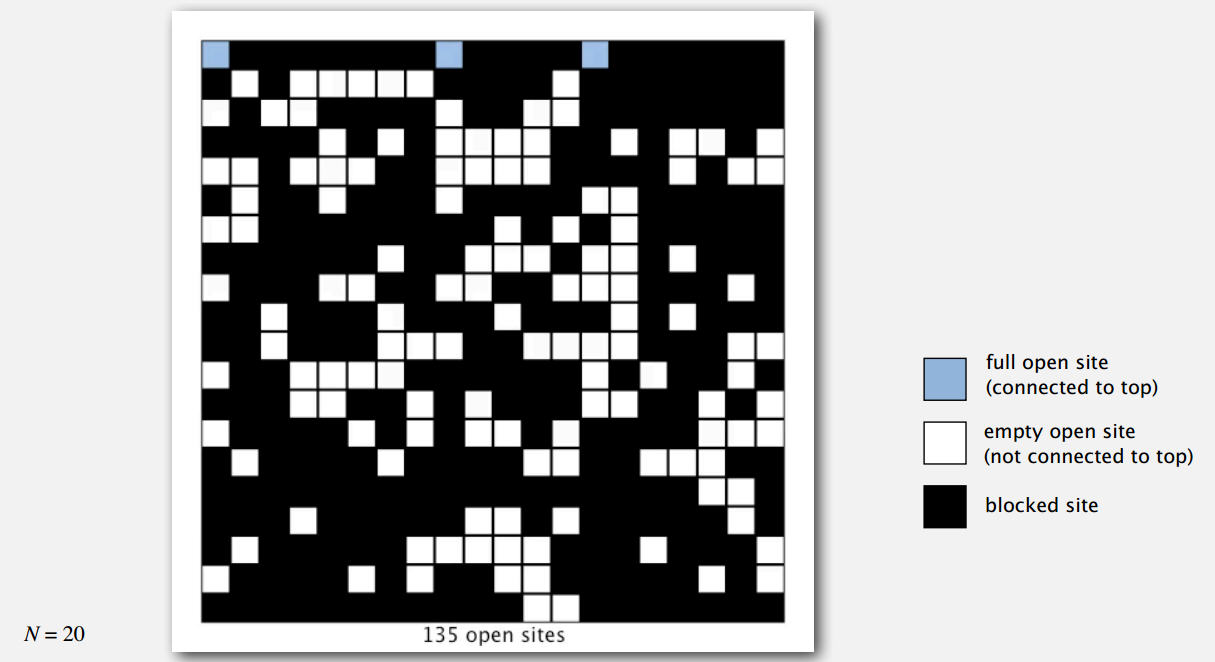 full open site
(connected to top)
empty open site
(not connected to top)
blocked site
N = 20
135 open sites